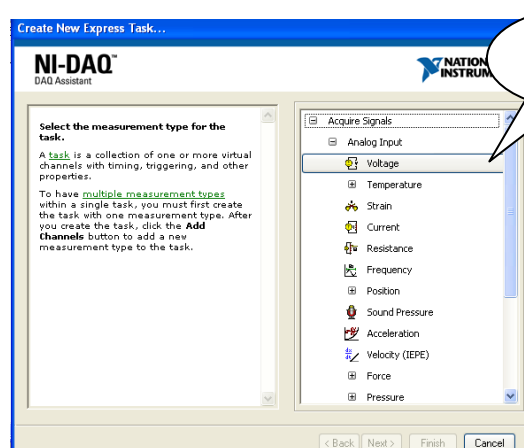 Create New Express Task...
NI-DAQ™
DAQ Assistant
Select the measurement type for the
task.
A task is a collection of one or more virtual
channels with timing, triggering, and other
properties.
To have multiple measurement types
within a single task, you must first create
the task with one measurement type. After
you create the task, click the Add
Channels button to add a new
measurement type to the task.
Acquire Signals
Analog Input
Voltage
Temperature
Strain
Current
Resistance
Frequency
Position
Sound Pressure
Acceleration
Velocity (IEPE)
Force
Pressure
< Back Next > Finish Cancel